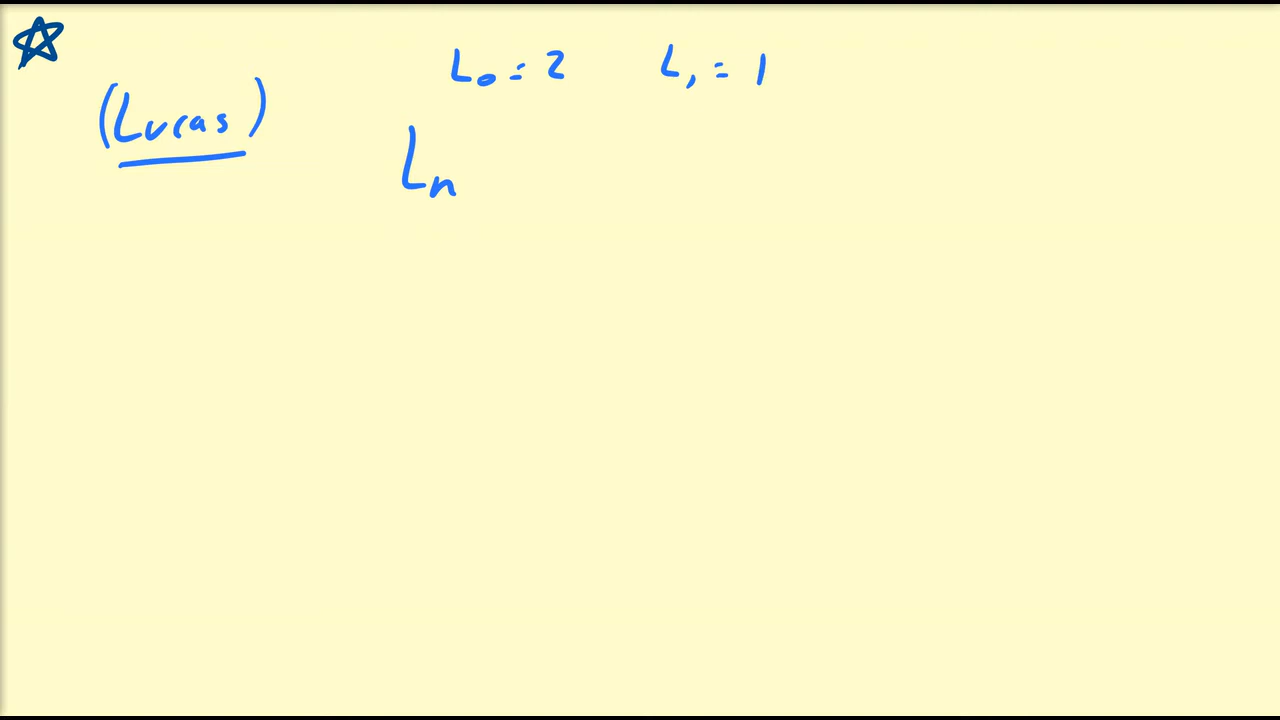 L₀ = 2 L₁ = 1
(Lucas)
Lₙ